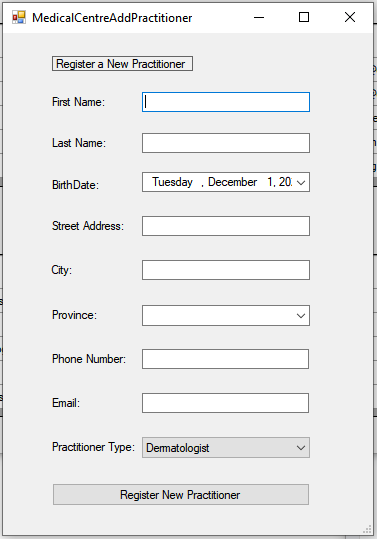 MedicalCentreAddPractitioner
Register a New Practitioner
First Name:
Last Name:
BirthDate: Tuesday , December 1, 20
Street Address:
City:
Province:
Phone Number:
Email:
Practitioner Type: Dermatologist
Register New Practitioner